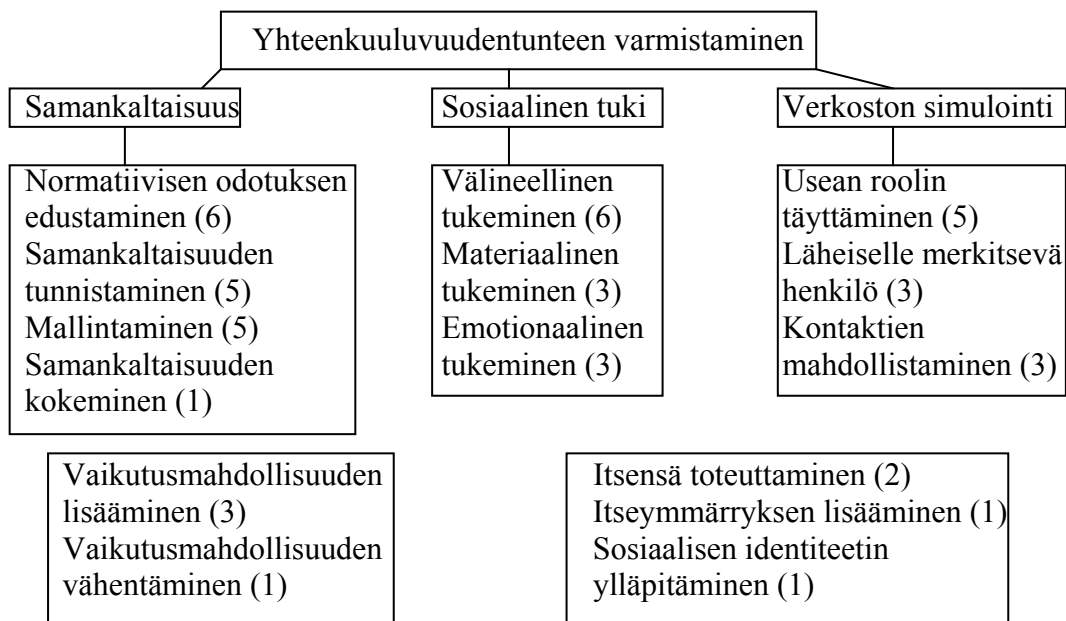 Yhteenkuuluvuudentunteen varmistaminen
Samankaltaisuus
Sosiaalinen tuki
Verkoston simulointi
Normatiivisen odotuksen
edustaminen (6)
Samankaltaisuuden
tunnistaminen (5)
Mallintaminen (5)
Samankaltaisuuden
kokeminen (1)
Välineellinen
tukeminen (6)
Materiaalinen
tukeminen (3)
Emotionaalinen
tukeminen (3)
Usean roolin
täyttäminen (5)
Läheiselle merkitsevä
henkilö (3)
Kontaktien
mahdollistaminen (3)
Vaikutusmahdollisuuden
lisääminen (3)
Vaikutusmahdollisuuden
vähentäminen (1)
Itsensä toteuttaminen (2)
Itseymmärryksen lisääminen (1)
Sosiaalisen identiteetin
ylläpitäminen (1)